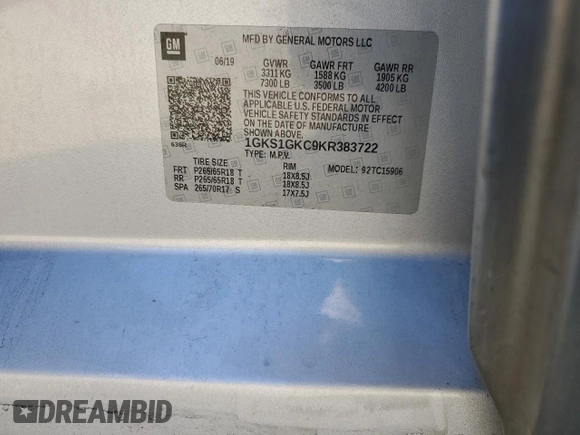 GM
MFD BY GENERAL MOTORS LLC
06/19 GVWR GAWR FRT GAWR RR
3311 KG 1588 KG 1905 KG
7300 LB 3500 LB 4200 LB
THIS VEHICLE CONFORMS TO ALL
APPLICABLE U.S. FEDERAL MOTOR
VEHICLE SAFETY STANDARDS IN EFFECT
ON THE DATE OF MANUFACTURE
SHOWN ABOVE.
1GKS1GKC9KR383722
TYPE: M.P.V.
TIRE SIZE RIM MODEL: 92TC15906
FRT P265/65R18 T 18X8.5J
RR P265/65R18 T 18X8.5J
SPA 265/70R17 S 17X7.5J
DREAMBID